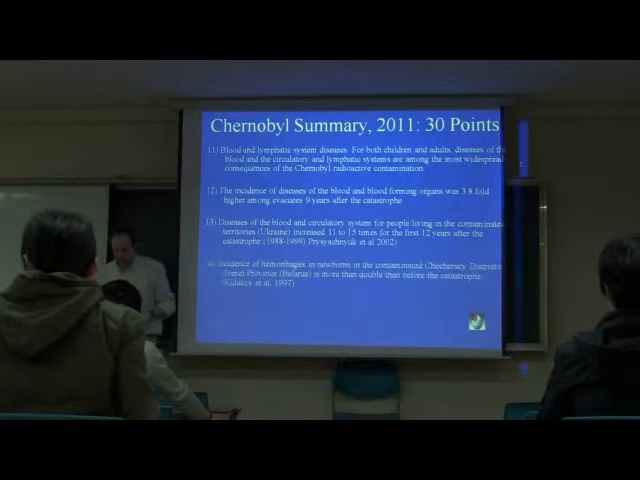 Chernobyl Summary, 2011: 30 Points
11) Blood and lymphatic system diseases. For both children and adults, diseases of the
blood and the circulatory and lymphatic systems are among the most widespread
consequences of the Chernobyl radioactive contamination.
12) The incidence of diseases of the blood and blood forming organs was 3.8 fold
higher among evacuees 9 years after the catastrophe.
13) Diseases of the blood and circulatory system for people living in the contaminated
territories (Ukraine) increased 11 to 15 times for the first 12 years after the
catastrophe (1988-1999) Prysyazhnyuk et al 2002)
Incidence of hemorrhages in newborns in the contaminated Chechersky District
Province (Belarus) is more than double than before the catastrophe
(Kulakov et al, 1997)